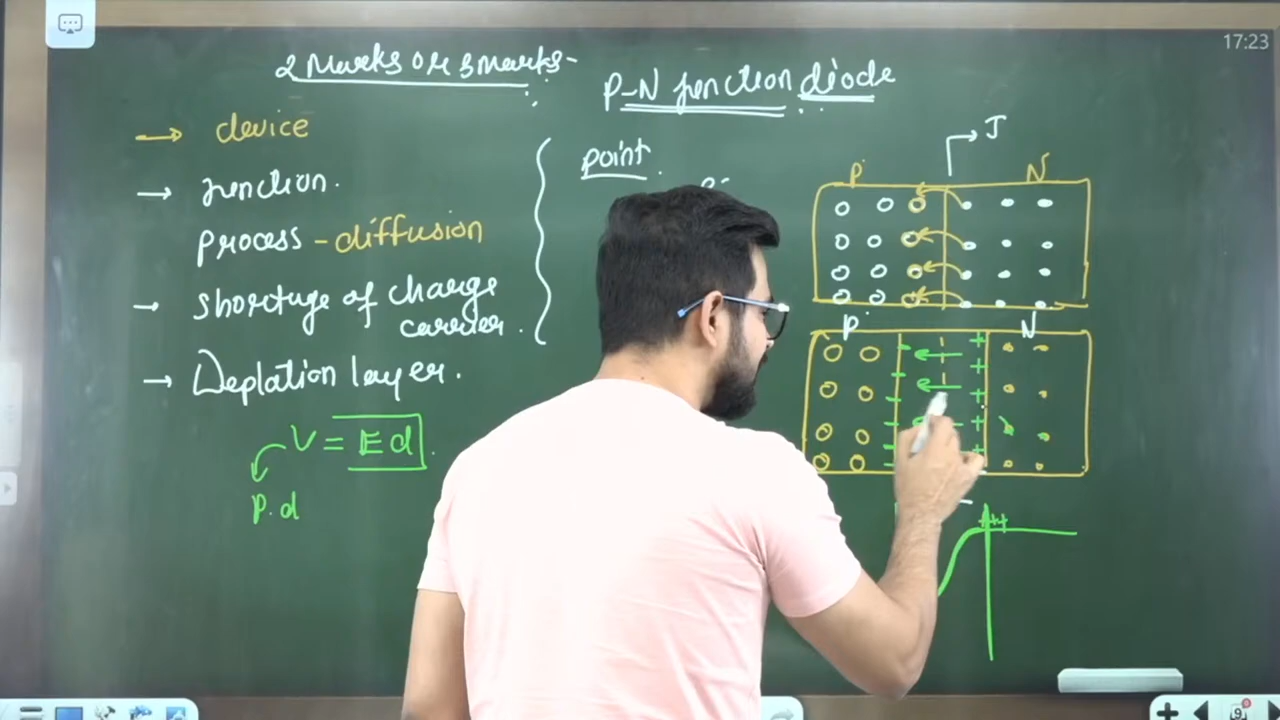 17:23
2 Marks or 3 marks-
P-N junction diode
→ device
→ junction.
process - diffusion
→ shortage of charge
carrier.
→ Deplation layer.
V = Ed
P.d
point
J
P N
P N